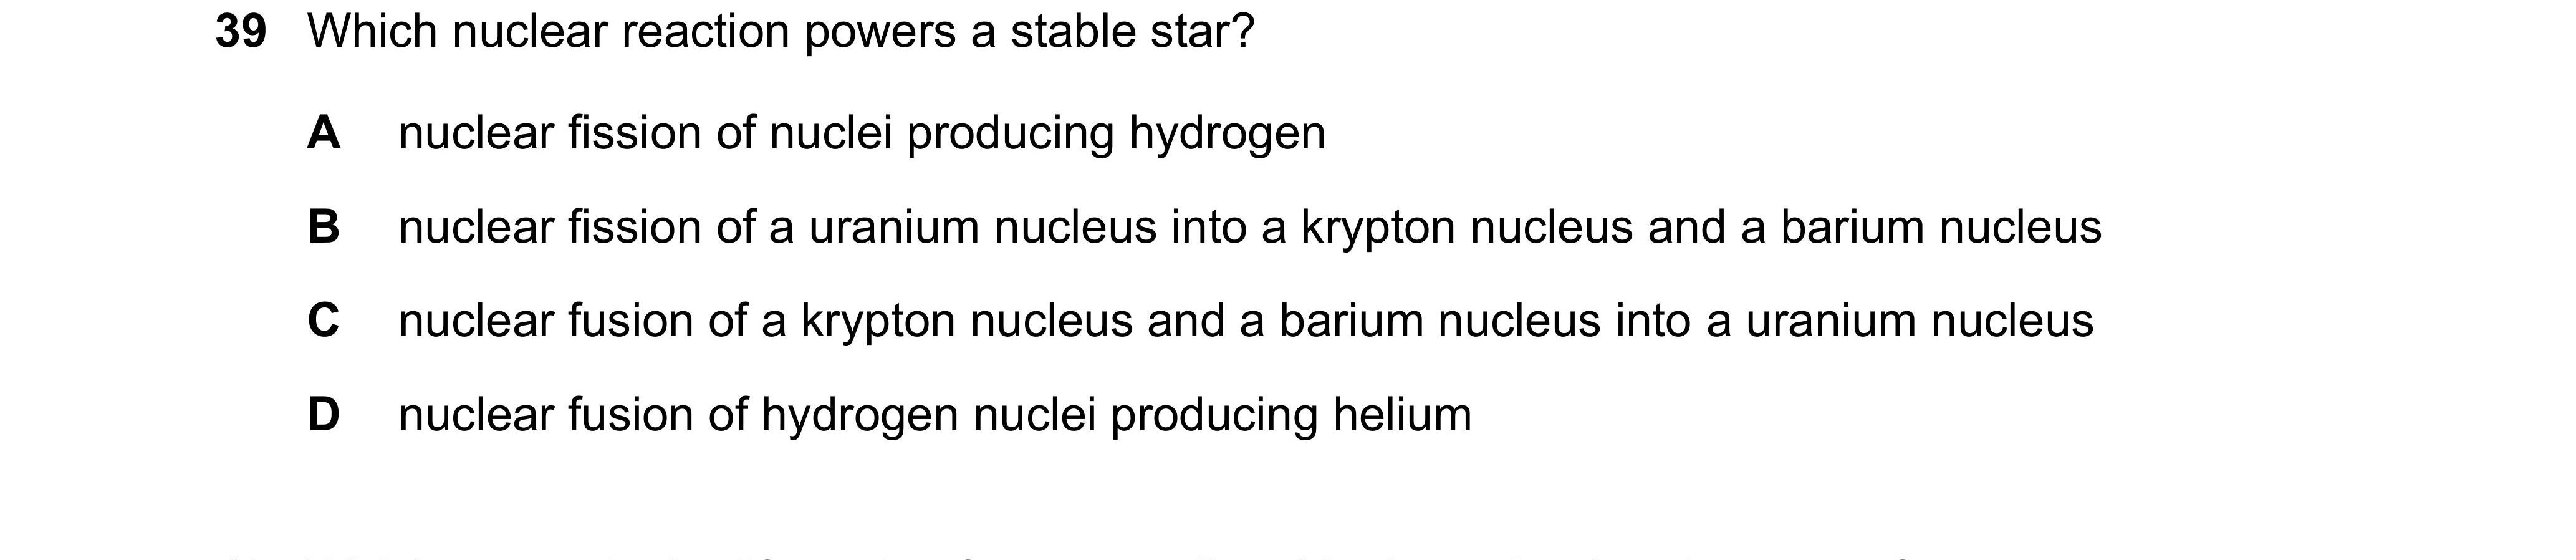 39 Which nuclear reaction powers a stable star?
A nuclear fission of nuclei producing hydrogen
B nuclear fission of a uranium nucleus into a krypton nucleus and a barium nucleus
C nuclear fusion of a krypton nucleus and a barium nucleus into a uranium nucleus
D nuclear fusion of hydrogen nuclei producing helium